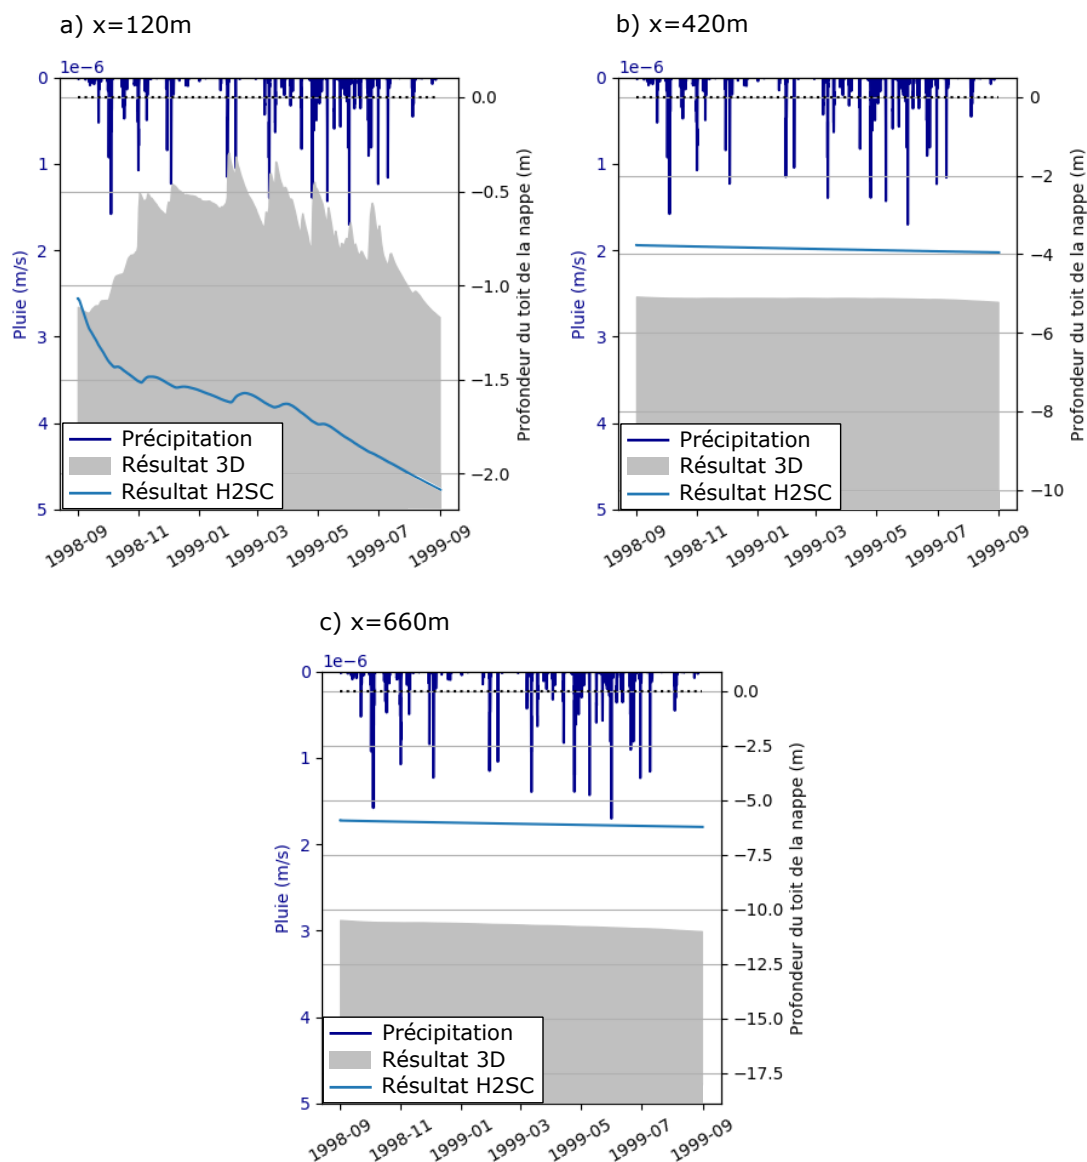 a) x=120m
1e−6
0
1
2
3
4
5
Pluie (m/s)
0.0
−0.5
−1.0
−1.5
−2.0
Profondeur du toit de la nappe (m)
Précipitation
Résultat 3D
Résultat H2SC
1998-09
1998-11
1999-01
1999-03
1999-05
1999-07
1999-09
b) x=420m
1e−6
0
1
2
3
4
5
Pluie (m/s)
0
−2
−4
−6
−8
−10
Profondeur du toit de la nappe (m)
Précipitation
Résultat 3D
Résultat H2SC
1998-09
1998-11
1999-01
1999-03
1999-05
1999-07
1999-09
c) x=660m
1e−6
0
1
2
3
4
5
Pluie (m/s)
0.0
−2.5
−5.0
−7.5
−10.0
−12.5
−15.0
−17.5
Profondeur du toit de la nappe (m)
Précipitation
Résultat 3D
Résultat H2SC
1998-09
1998-11
1999-01
1999-03
1999-05
1999-07
1999-09